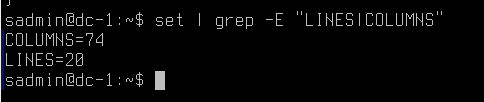 sadmin@dc-1:~$ set | grep -E "LINES|COLUMNS"
COLUMNS=74
LINES=20
sadmin@dc-1:~$